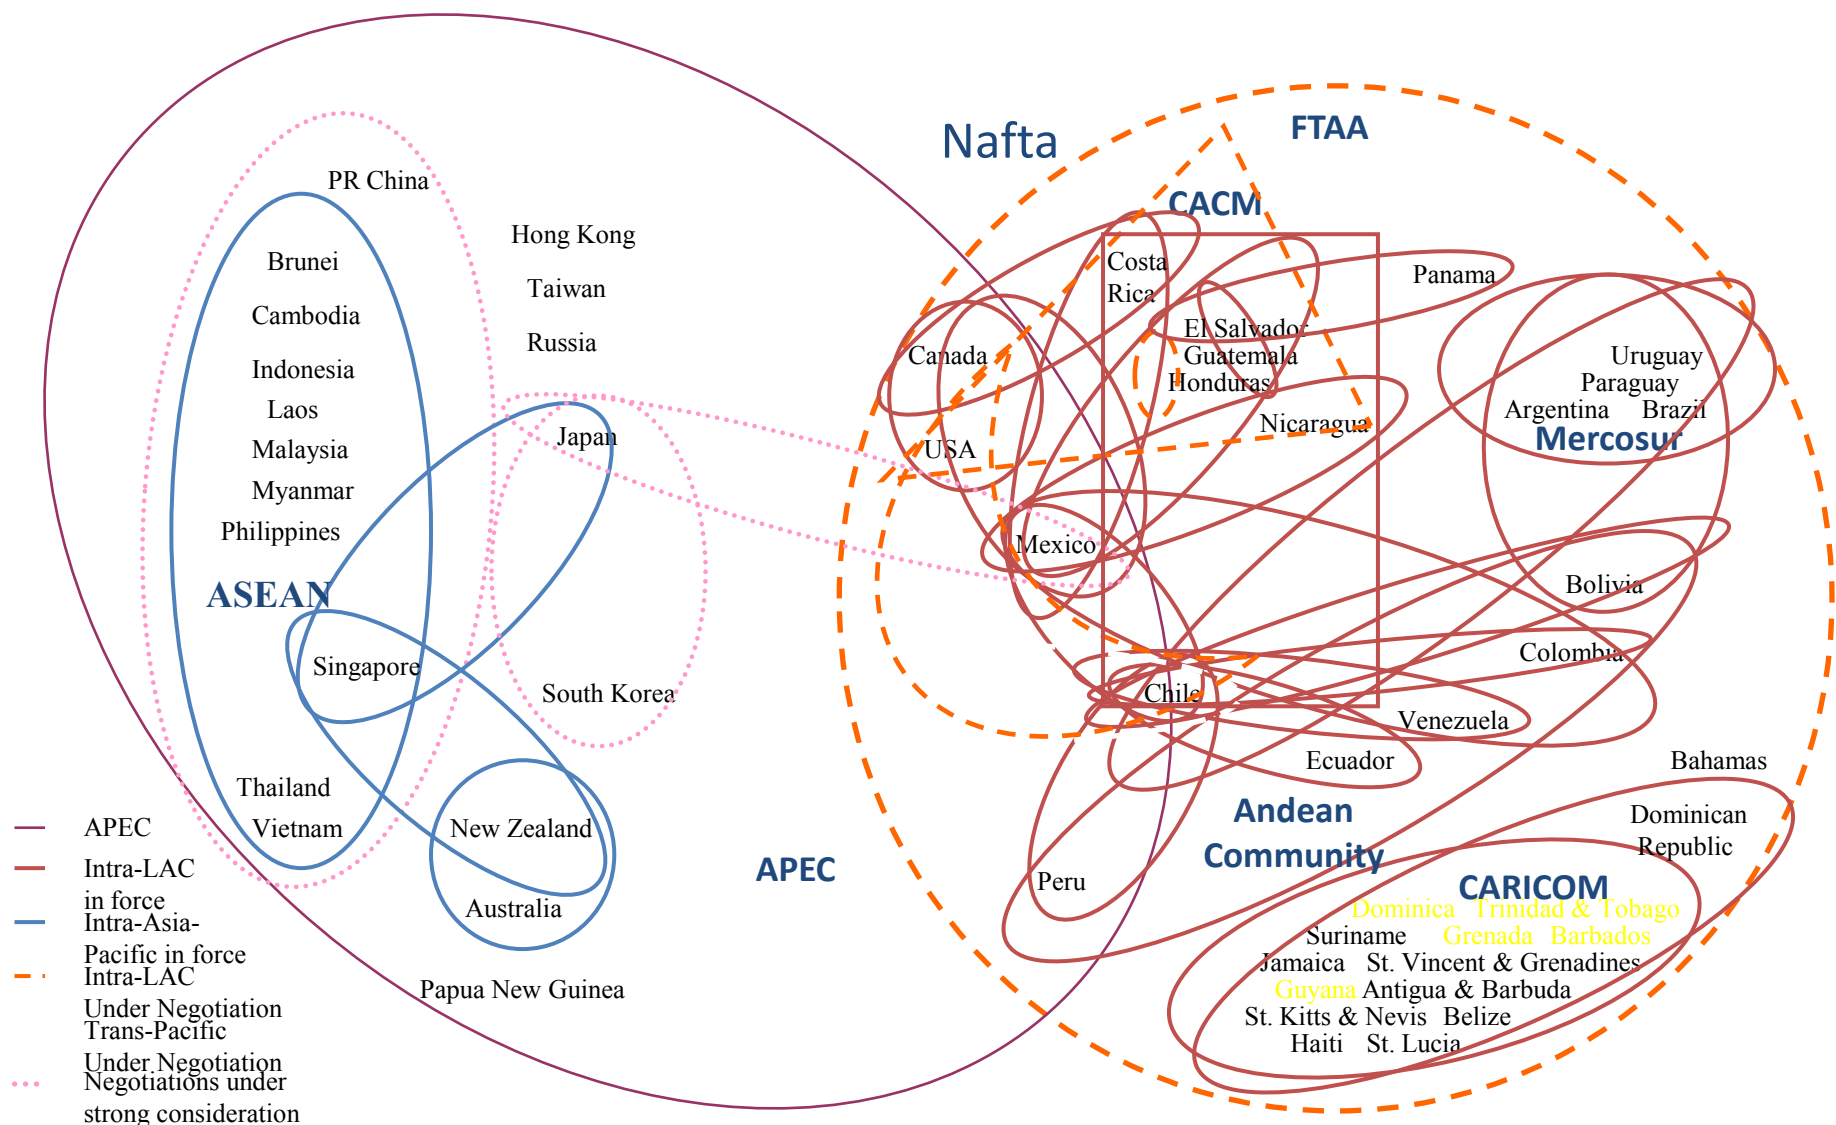 FTAA
Nafta
PR China
CACM
Hong Kong
Brunei
Costa
Rica
Panama
Taiwan
Cambodia
El Salvador
Russia
Canada
Guatemala
Uruguay
Indonesia
Honduras
Paraguay
Laos
Argentina Brazil
Nicaragua
Mercosur
Japan
Malaysia
USA
Myanmar
Philippines
Mexico
ASEAN
Bolivia
Singapore
Colombia
South Korea
Chile
Venezuela
Ecuador
Bahamas
Thailand
Andean
Community
Dominican
Republic
Vietnam
New Zealand
APEC
Peru
CARICOM
Australia
Dominica Trinidad & Tobago
Suriname Grenada Barbados
Jamaica St. Vincent & Grenadines
Papua New Guinea
Guyana Antigua & Barbuda
St. Kitts & Nevis Belize
Haiti St. Lucia
APEC
Intra-LAC
in force
Intra-Asia-
Pacific in force
Intra-LAC
Under Negotiation
Trans-Pacific
Under Negotiation
Negotiations under
strong consideration